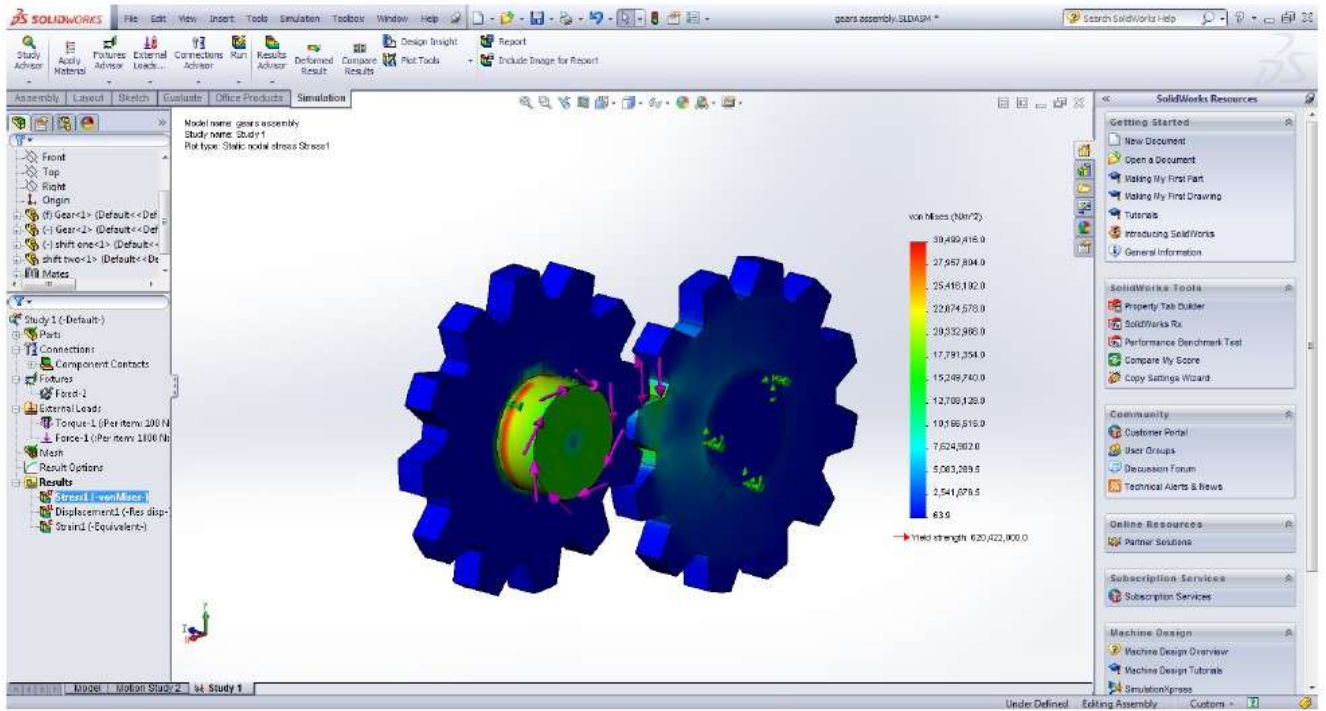 SOLIDWORKS File Edit View Insert Tools Simulation Toolbox Window Help
gears assembly.SLDASM *
Search SolidWorks Help
Study Advisor
Apply Material
Fixtures Advisor
External Loads...
Connections Advisor
Run
Results Advisor
Deformed Result
Compare Results
Design Insight
Plot Tools
Report
Include Image for Report
Assembly Layout Sketch Evaluate Office Products Simulation
Front
Top
Right
Origin
(f) Gear<1> (Default<<Def
(-) Gear<2> (Default<<Def
(-) shift one<1> (Default<<
shift two<1> (Default<<De
Mates
Study 1 (-Default-)
Parts
Connections
Component Contacts
Fixtures
Fixed-2
External Loads
Torque-1 (:Per item: 100 N
Mesh
Result Options
Results
Stress1 (-vonMises-)
Displacement1 (-Res disp-
Strain1 (-Equivalent-)
Model name: gears assembly
Study name: Study 1
Plot type: Static nodal stress Stress1
von Mises (N/m^2)
30,499,416.0
27,957,804.0
25,416,192.0
22,874,578.0
20,332,966.0
17,791,354.0
15,249,740.0
12,708,128.0
10,166,516.0
7,624,902.0
5,083,289.5
2,541,676.5
63.9
Yield strength: 620,422,000.0
SolidWorks Resources
Getting Started
New Document
Open a Document
Making My First Part
Making My First Drawing
Tutorials
Introducing SolidWorks
General Information
SolidWorks Tools
Property Tab Builder
SolidWorks Rx
Performance Benchmark Test
Compare My Score
Copy Settings Wizard
Community
Customer Portal
User Groups
Discussion Forum
Technical Alerts & News
Online Resources
Partner Solutions
Subscription Services
Subscription Services
Machine Design
Machine Design Overview
Machine Design Tutorials
SimulationXpress
Model Motion Study 2 Study 1
Under Defined Editing Assembly Custom